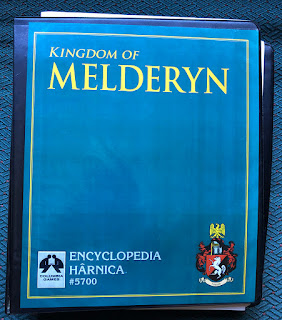 KINGDOM OF
MELDERYN
COLUMBIA
GAMES
ENCYCLOPEDIA
HÂRNICA
#5700